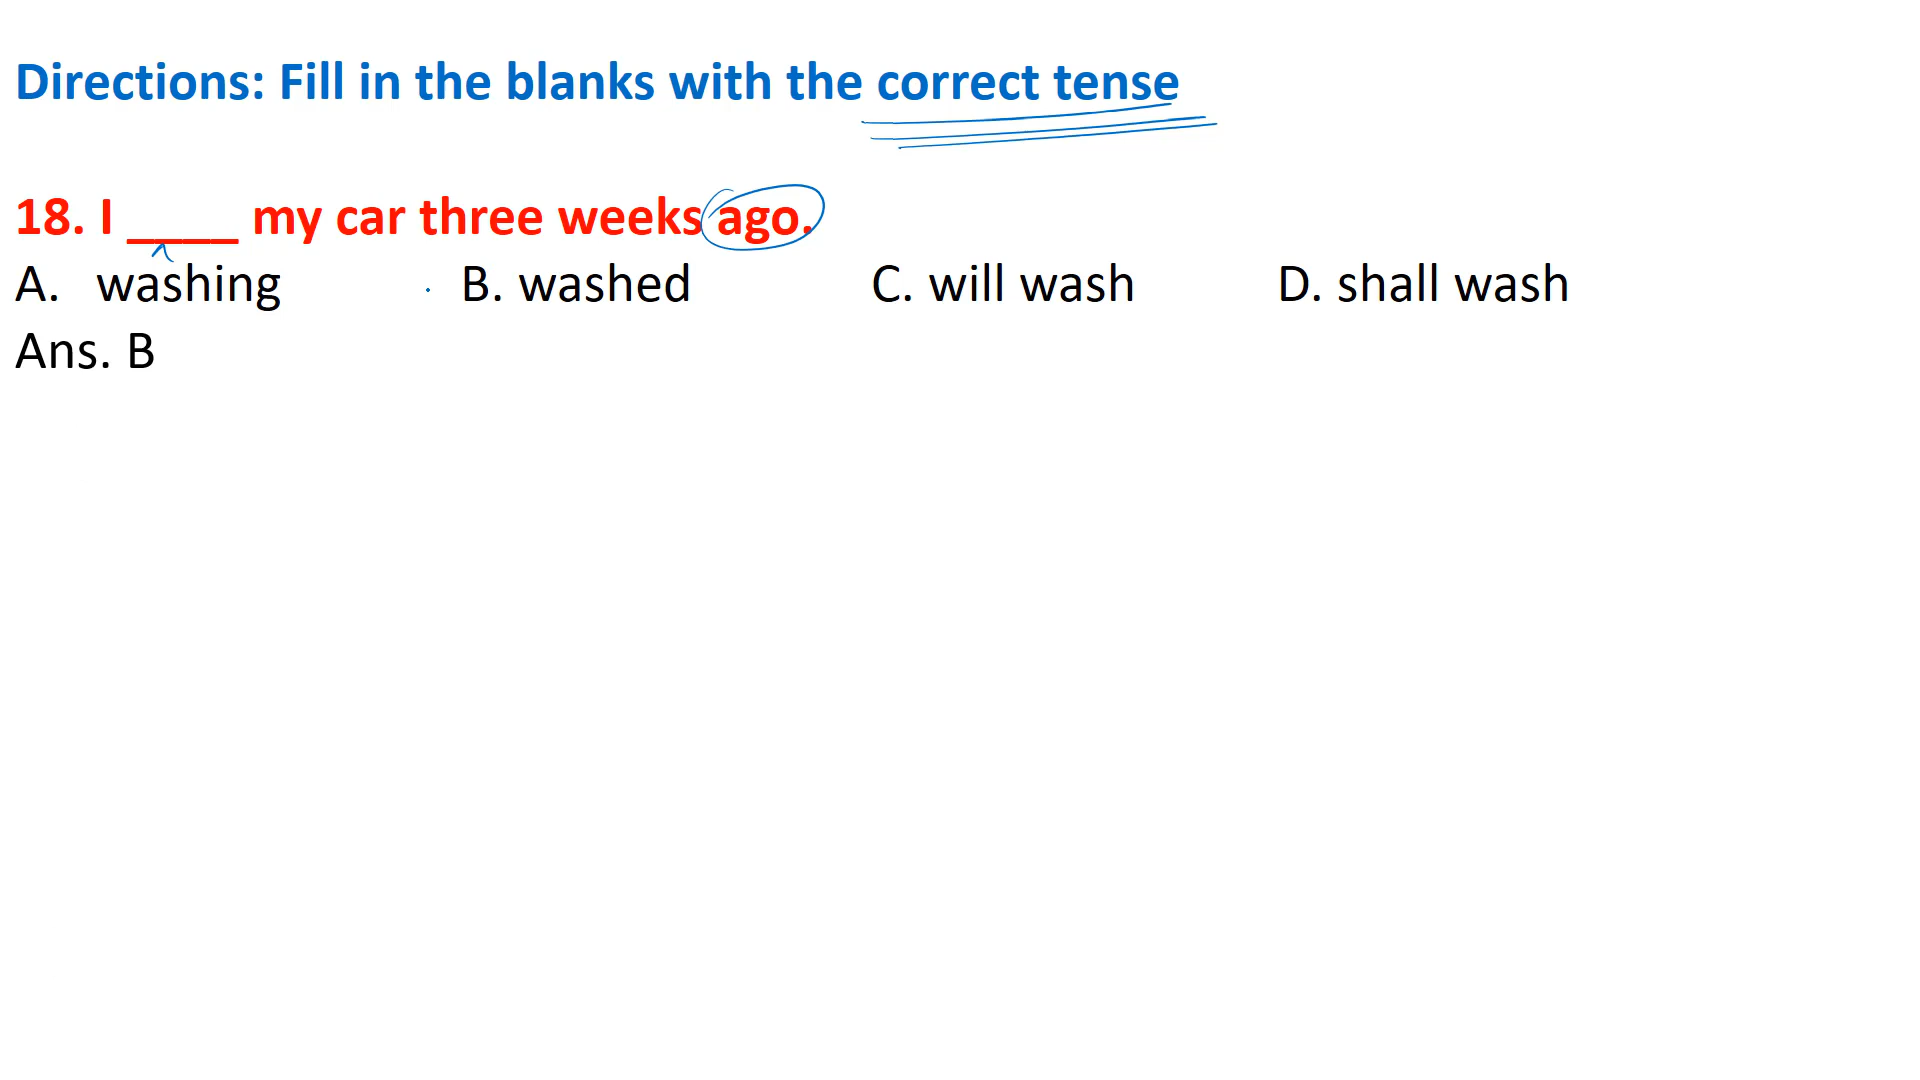 Directions: Fill in the blanks with the correct tense
18. I ____ my car three weeks ago.
A. washing B. washed C. will wash D. shall wash
Ans. B